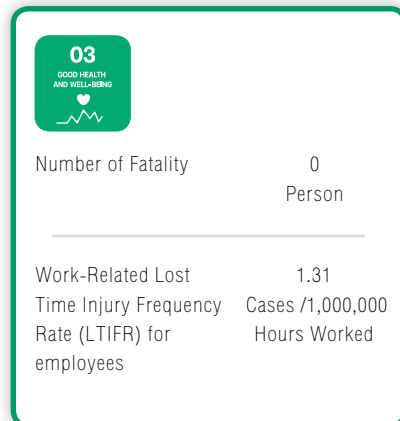 03
GOOD HEALTH
AND WELL-BEING
Number of Fatality 0
Person
Work-Related Lost 1.31
Time Injury Frequency Cases /1,000,000
Rate (LTIFR) for Hours Worked
employees